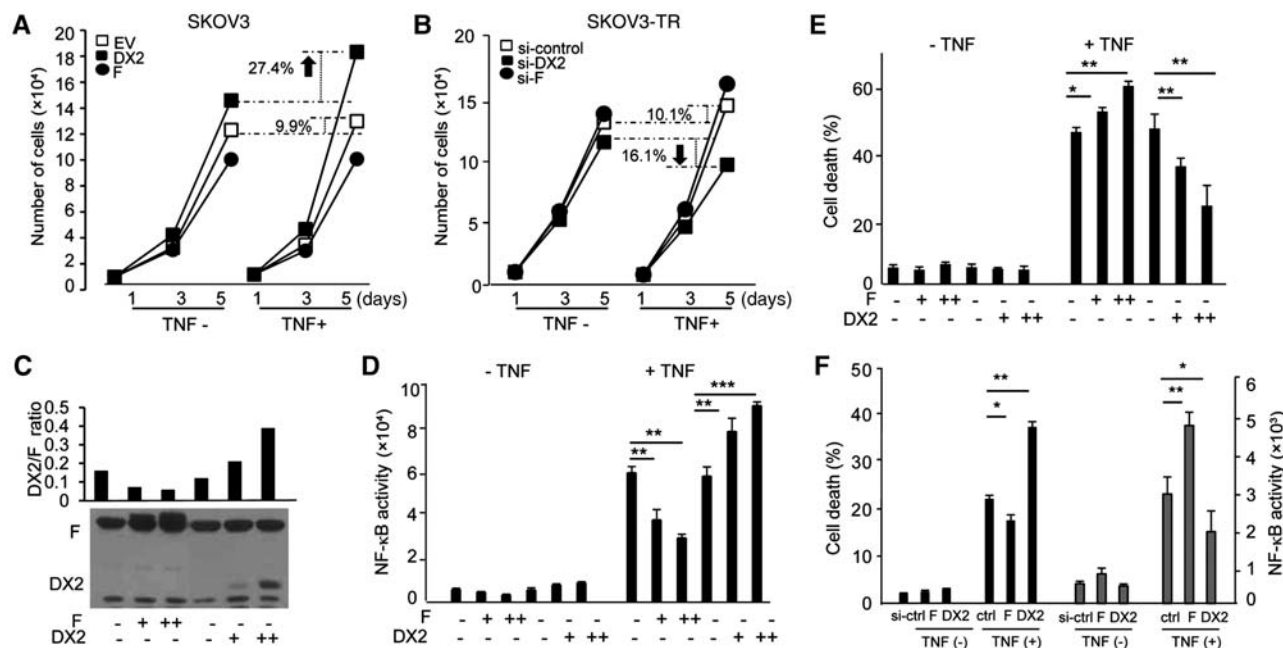 A
SKOV3
EV
DX2
F
27.4%
9.9%
Number of cells (×10⁴)
20
18
16
14
12
10
8
6
4
2
0
1 3 5 1 3 5 (days)
TNF - TNF+
B
SKOV3-TR
si-control
si-DX2
si-F
10.1%
16.1%
Number of cells (×10⁴)
20
15
10
5
0
1 3 5 1 3 5 (days)
TNF - TNF+
C
DX2/F ratio
0.5
0.4
0.3
0.2
0.1
0
F
DX2
F - + ++ - - -
DX2 - - - - + ++
D
- TNF + TNF
NF-κB activity (×10⁴)
10
8
6
4
2
0
** ** ** ***
F - + ++ - - - - + ++ - - -
DX2 - - - - + ++ - - - - + ++
E
- TNF + TNF
Cell death (%)
80
60
40
20
0
* ** ** **
F - + ++ - - - - + ++ - - -
DX2 - - - - + ++ - - - - + ++
F
Cell death (%)
50
40
30
20
10
0
** * * **
NF-κB activity (×10³)
6
5
4
3
2
1
0
si-ctrl F DX2 ctrl F DX2 si-ctrl F DX2 ctrl F DX2
TNF (-) TNF (+) TNF (-) TNF (+)